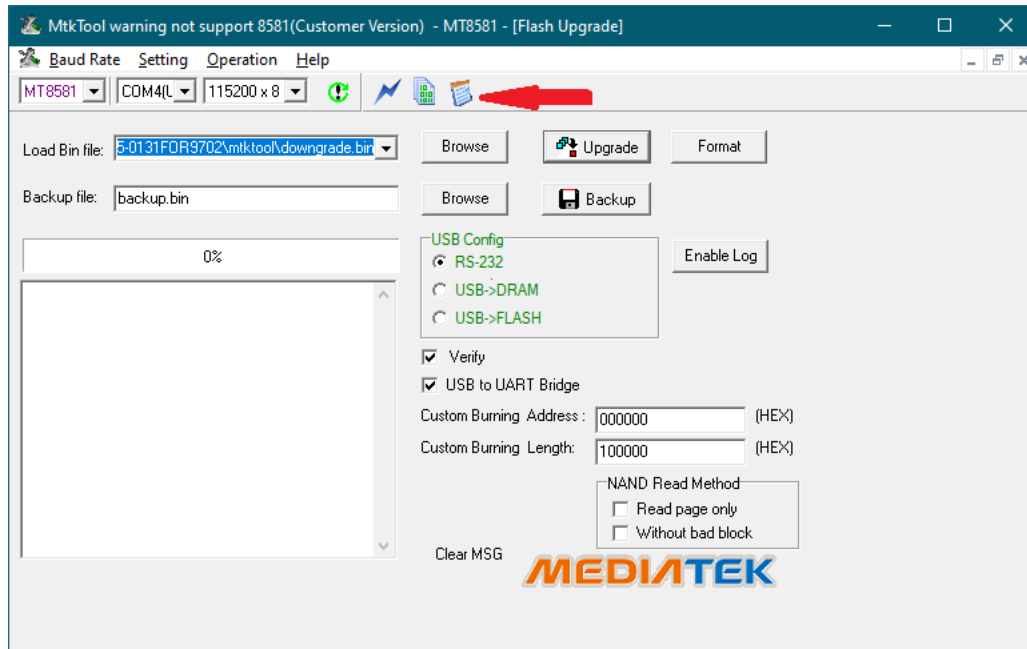 MtkTool warning not support 8581(Customer Version) - MT8581 - [Flash Upgrade]
Baud Rate Setting Operation Help
MT8581 COM4(L 115200 x 8
Load Bin file: 5-0131FOR9702\mtktool\downgrade.bin Browse Upgrade Format
Backup file: backup.bin Browse Backup
0%
USB Config
RS-232
USB->DRAM
USB->FLASH
Enable Log
Verify
USB to UART Bridge
Custom Burning Address : 000000 (HEX)
Custom Burning Length: 100000 (HEX)
NAND Read Method
Read page only
Without bad block
Clear MSG
MEDIATEK